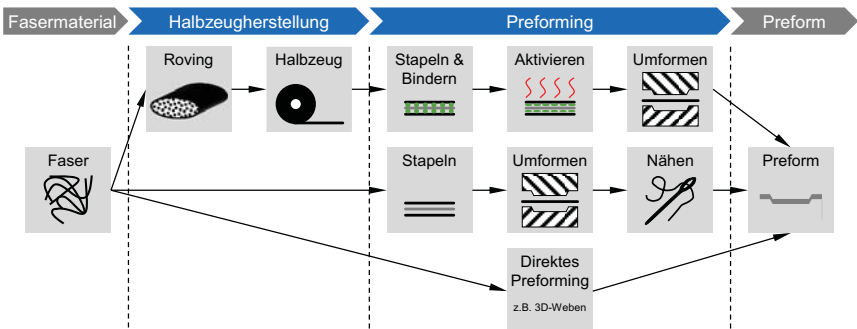 Fasermaterial
Halbzeugherstellung
Preforming
Preform
Roving
Halbzeug
Stapeln &
Bindern
Aktivieren
Umformen
Faser
Stapeln
Umformen
Nähen
Preform
Direktes
Preforming
z.B. 3D-Weben